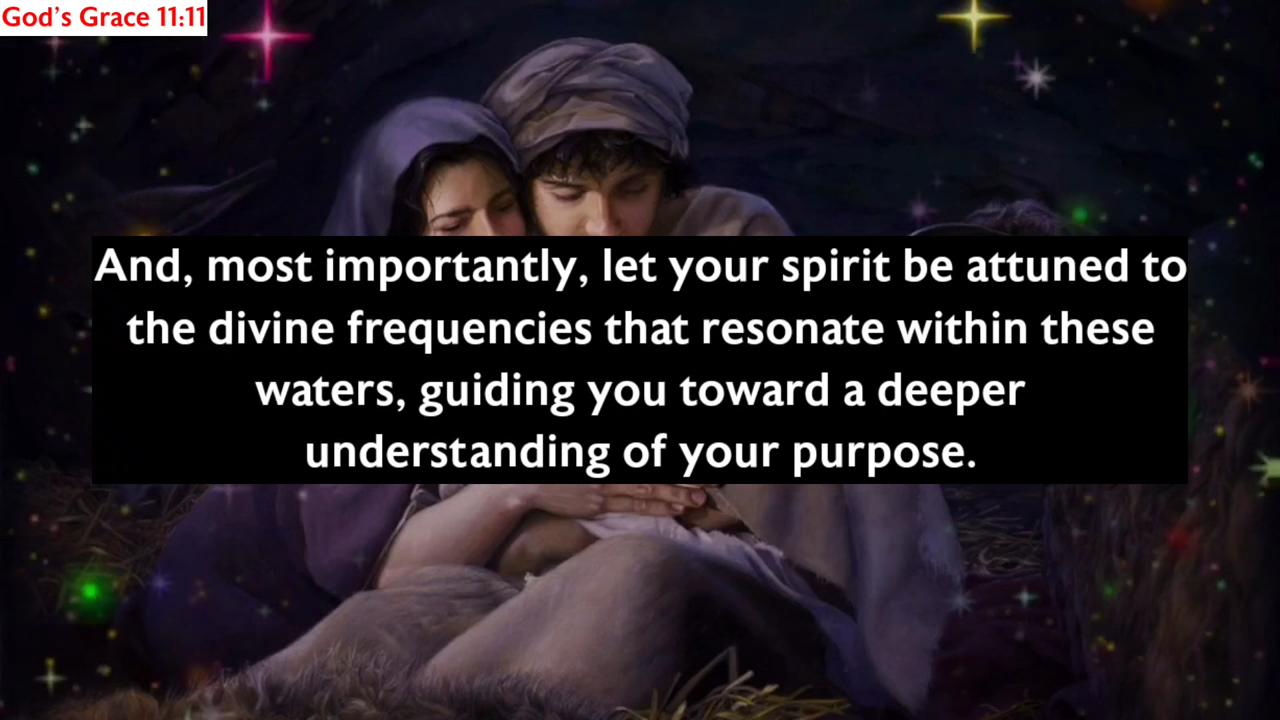 God's Grace 11:11
And, most importantly, let your spirit be attuned to
the divine frequencies that resonate within these
waters, guiding you toward a deeper
understanding of your purpose.